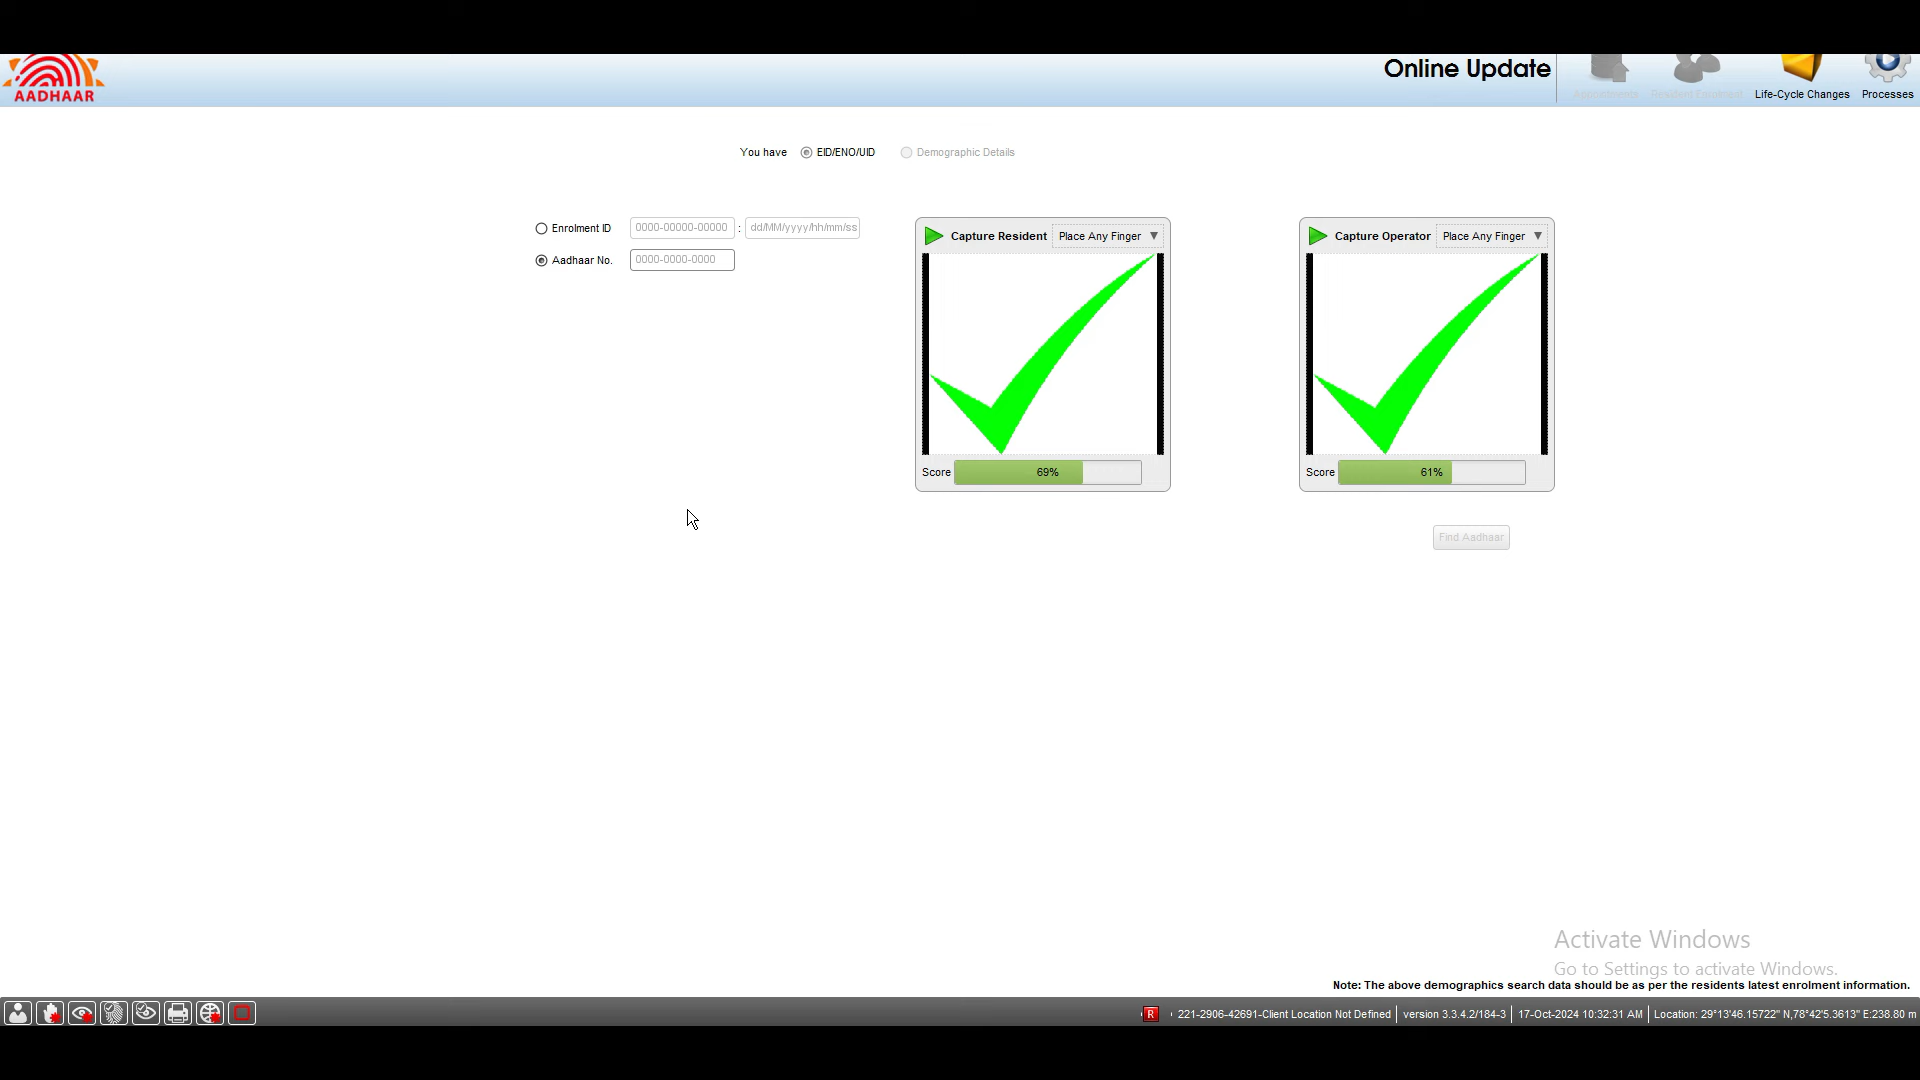 AADHAAR
Online Update
Appointments
Resident Enrolment
Life-Cycle Changes
Processes
You have EID/ENO/UID Demographic Details
Enrolment ID 0000-00000-00000 : dd/MM/yyyy/hh/mm/ss
Aadhaar No. 0000-0000-0000
Capture Resident Place Any Finger
Score 69%
Capture Operator Place Any Finger
Score 61%
Find Aadhaar
Activate Windows
Go to Settings to activate Windows.
Note: The above demographics search data should be as per the residents latest enrolment information.
R 221-2906-42691-Client Location Not Defined version 3.3.4.2/184-3 17-Oct-2024 10:32:31 AM Location: 29°13'46.15722" N,78°42'5.3613" E:238.80 m